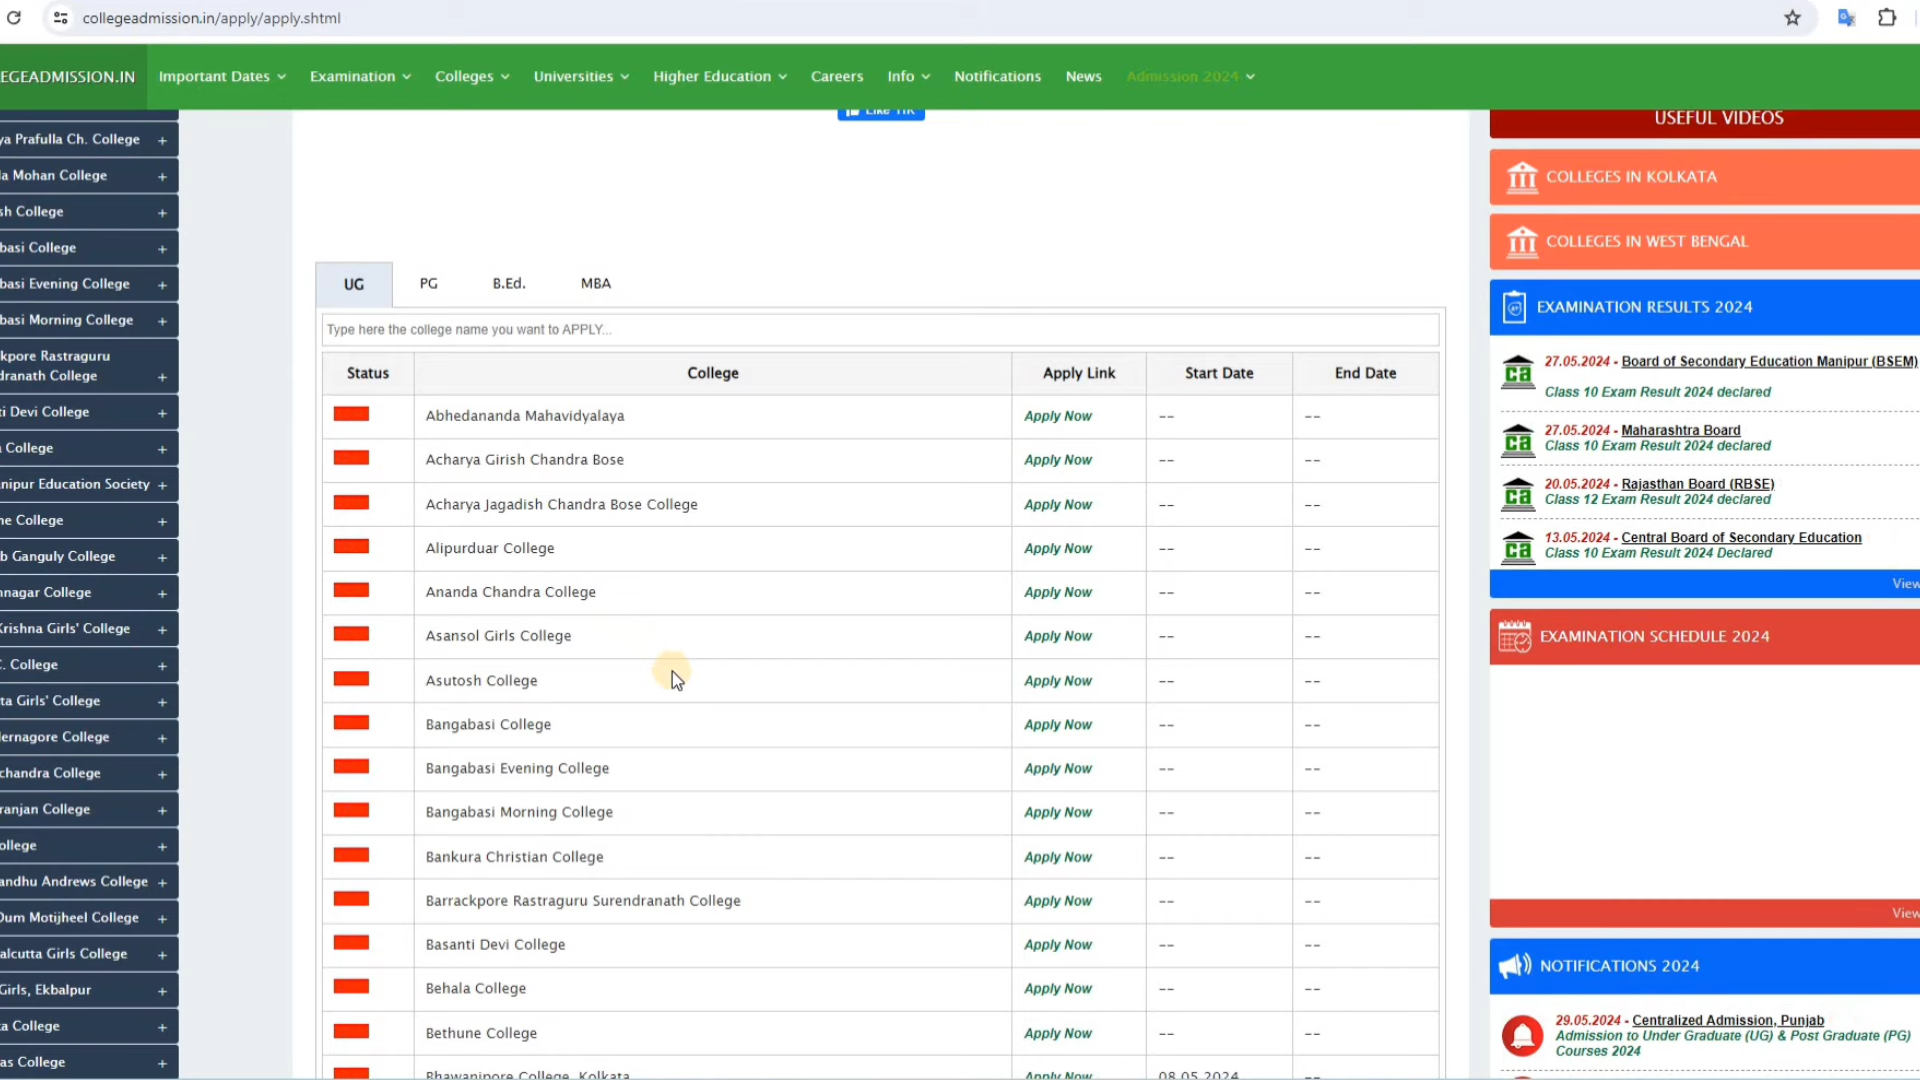 collegeadmission.in/apply/apply.shtml
EGEADMISSION.IN
Important Dates
Examination
Colleges
Universities
Higher Education
Careers
Info
Notifications
News
Admission 2024
ya Prafulla Ch. College +
la Mohan College +
sh College +
basi College +
basi Evening College +
basi Morning College +
kpore Rastraguru
dranath College +
ti Devi College +
College +
nipur Education Society +
ne College +
b Ganguly College +
nnagar College +
Krishna Girls' College +
C. College +
ta Girls' College +
lernagore College +
chandra College +
ranjan College +
ollege +
andhu Andrews College +
Dum Motijheel College +
alcutta Girls College +
Girls, Ekbalpur +
a College +
as College +
UG PG B.Ed. MBA
Type here the college name you want to APPLY...
Status College Apply Link Start Date End Date
Abhedananda Mahavidyalaya Apply Now -- --
Acharya Girish Chandra Bose Apply Now -- --
Acharya Jagadish Chandra Bose College Apply Now -- --
Alipurduar College Apply Now -- --
Ananda Chandra College Apply Now -- --
Asansol Girls College Apply Now -- --
Asutosh College Apply Now -- --
Bangabasi College Apply Now -- --
Bangabasi Evening College Apply Now -- --
Bangabasi Morning College Apply Now -- --
Bankura Christian College Apply Now -- --
Barrackpore Rastraguru Surendranath College Apply Now -- --
Basanti Devi College Apply Now -- --
Behala College Apply Now -- --
Bethune College Apply Now -- --
Bhawanipore College, Kolkata Apply Now 08.05.2024 --
USEFUL VIDEOS
COLLEGES IN KOLKATA
COLLEGES IN WEST BENGAL
EXAMINATION RESULTS 2024
27.05.2024 - Board of Secondary Education Manipur (BSEM)
Class 10 Exam Result 2024 declared
27.05.2024 - Maharashtra Board
Class 10 Exam Result 2024 declared
20.05.2024 - Rajasthan Board (RBSE)
Class 12 Exam Result 2024 declared
13.05.2024 - Central Board of Secondary Education
Class 10 Exam Result 2024 Declared
View
EXAMINATION SCHEDULE 2024
View
NOTIFICATIONS 2024
29.05.2024 - Centralized Admission, Punjab
Admission to Under Graduate (UG) & Post Graduate (PG)
Courses 2024